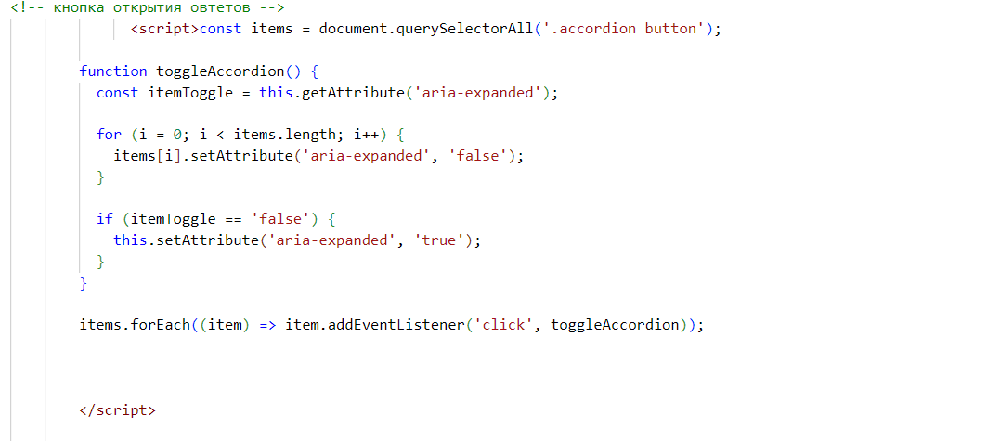 <!-- кнопка открытия овтетов -->
<script>const items = document.querySelectorAll('.accordion button');
function toggleAccordion() {
const itemToggle = this.getAttribute('aria-expanded');
for (i = 0; i < items.length; i++) {
items[i].setAttribute('aria-expanded', 'false');
}
if (itemToggle == 'false') {
this.setAttribute('aria-expanded', 'true');
}
}
items.forEach((item) => item.addEventListener('click', toggleAccordion));
</script>